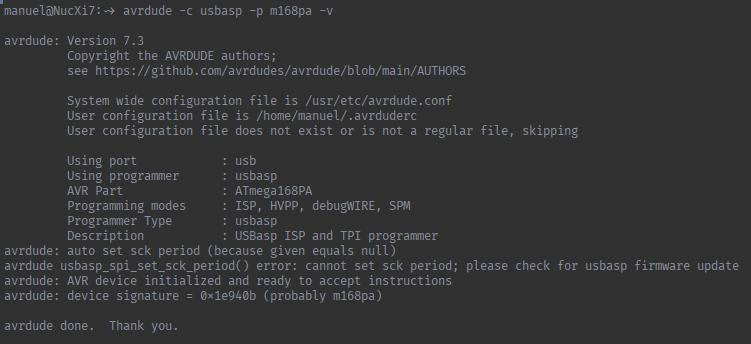 manuel@NucXi7:~> avrdude -c usbasp -p m168pa -v
avrdude: Version 7.3
Copyright the AVRDUDE authors;
see https://github.com/avrdudes/avrdude/blob/main/AUTHORS
System wide configuration file is /usr/etc/avrdude.conf
User configuration file is /home/manuel/.avrduderc
User configuration file does not exist or is not a regular file, skipping
Using port : usb
Using programmer : usbasp
AVR Part : ATmega168PA
Programming modes : ISP, HVPP, debugWIRE, SPM
Programmer Type : usbasp
Description : USBasp ISP and TPI programmer
avrdude: auto set sck period (because given equals null)
avrdude usbasp_spi_set_sck_period() error: cannot set sck period; please check for usbasp firmware update
avrdude: AVR device initialized and ready to accept instructions
avrdude: device signature = 0x1e940b (probably m168pa)
avrdude done. Thank you.